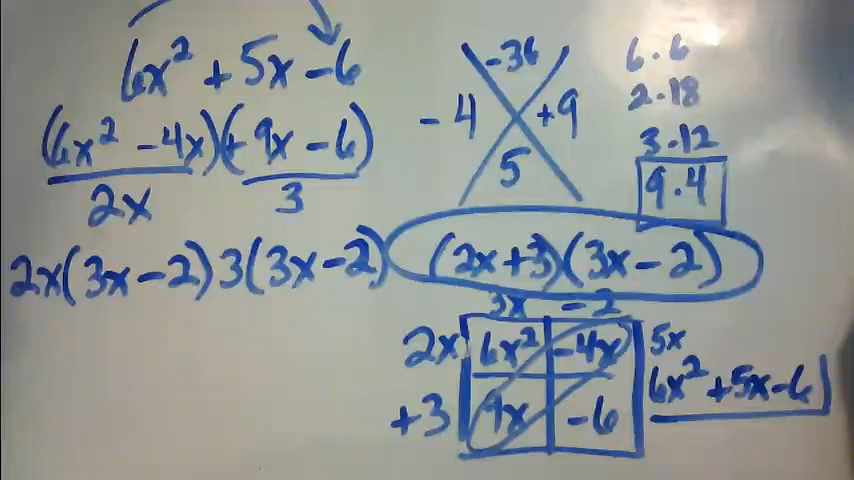 6x² + 5x - 6
(6x² - 4x)(+ 9x - 6)
2x 3
2x(3x - 2) 3(3x - 2)
-36
- 4 + 9
5
6 · 6
2 · 18
3 · 12
9 · 4
(2x + 3)(3x - 2)
3x - 2
2x 6x² - 4x
+ 3 9x - 6
5x
6x² + 5x - 6